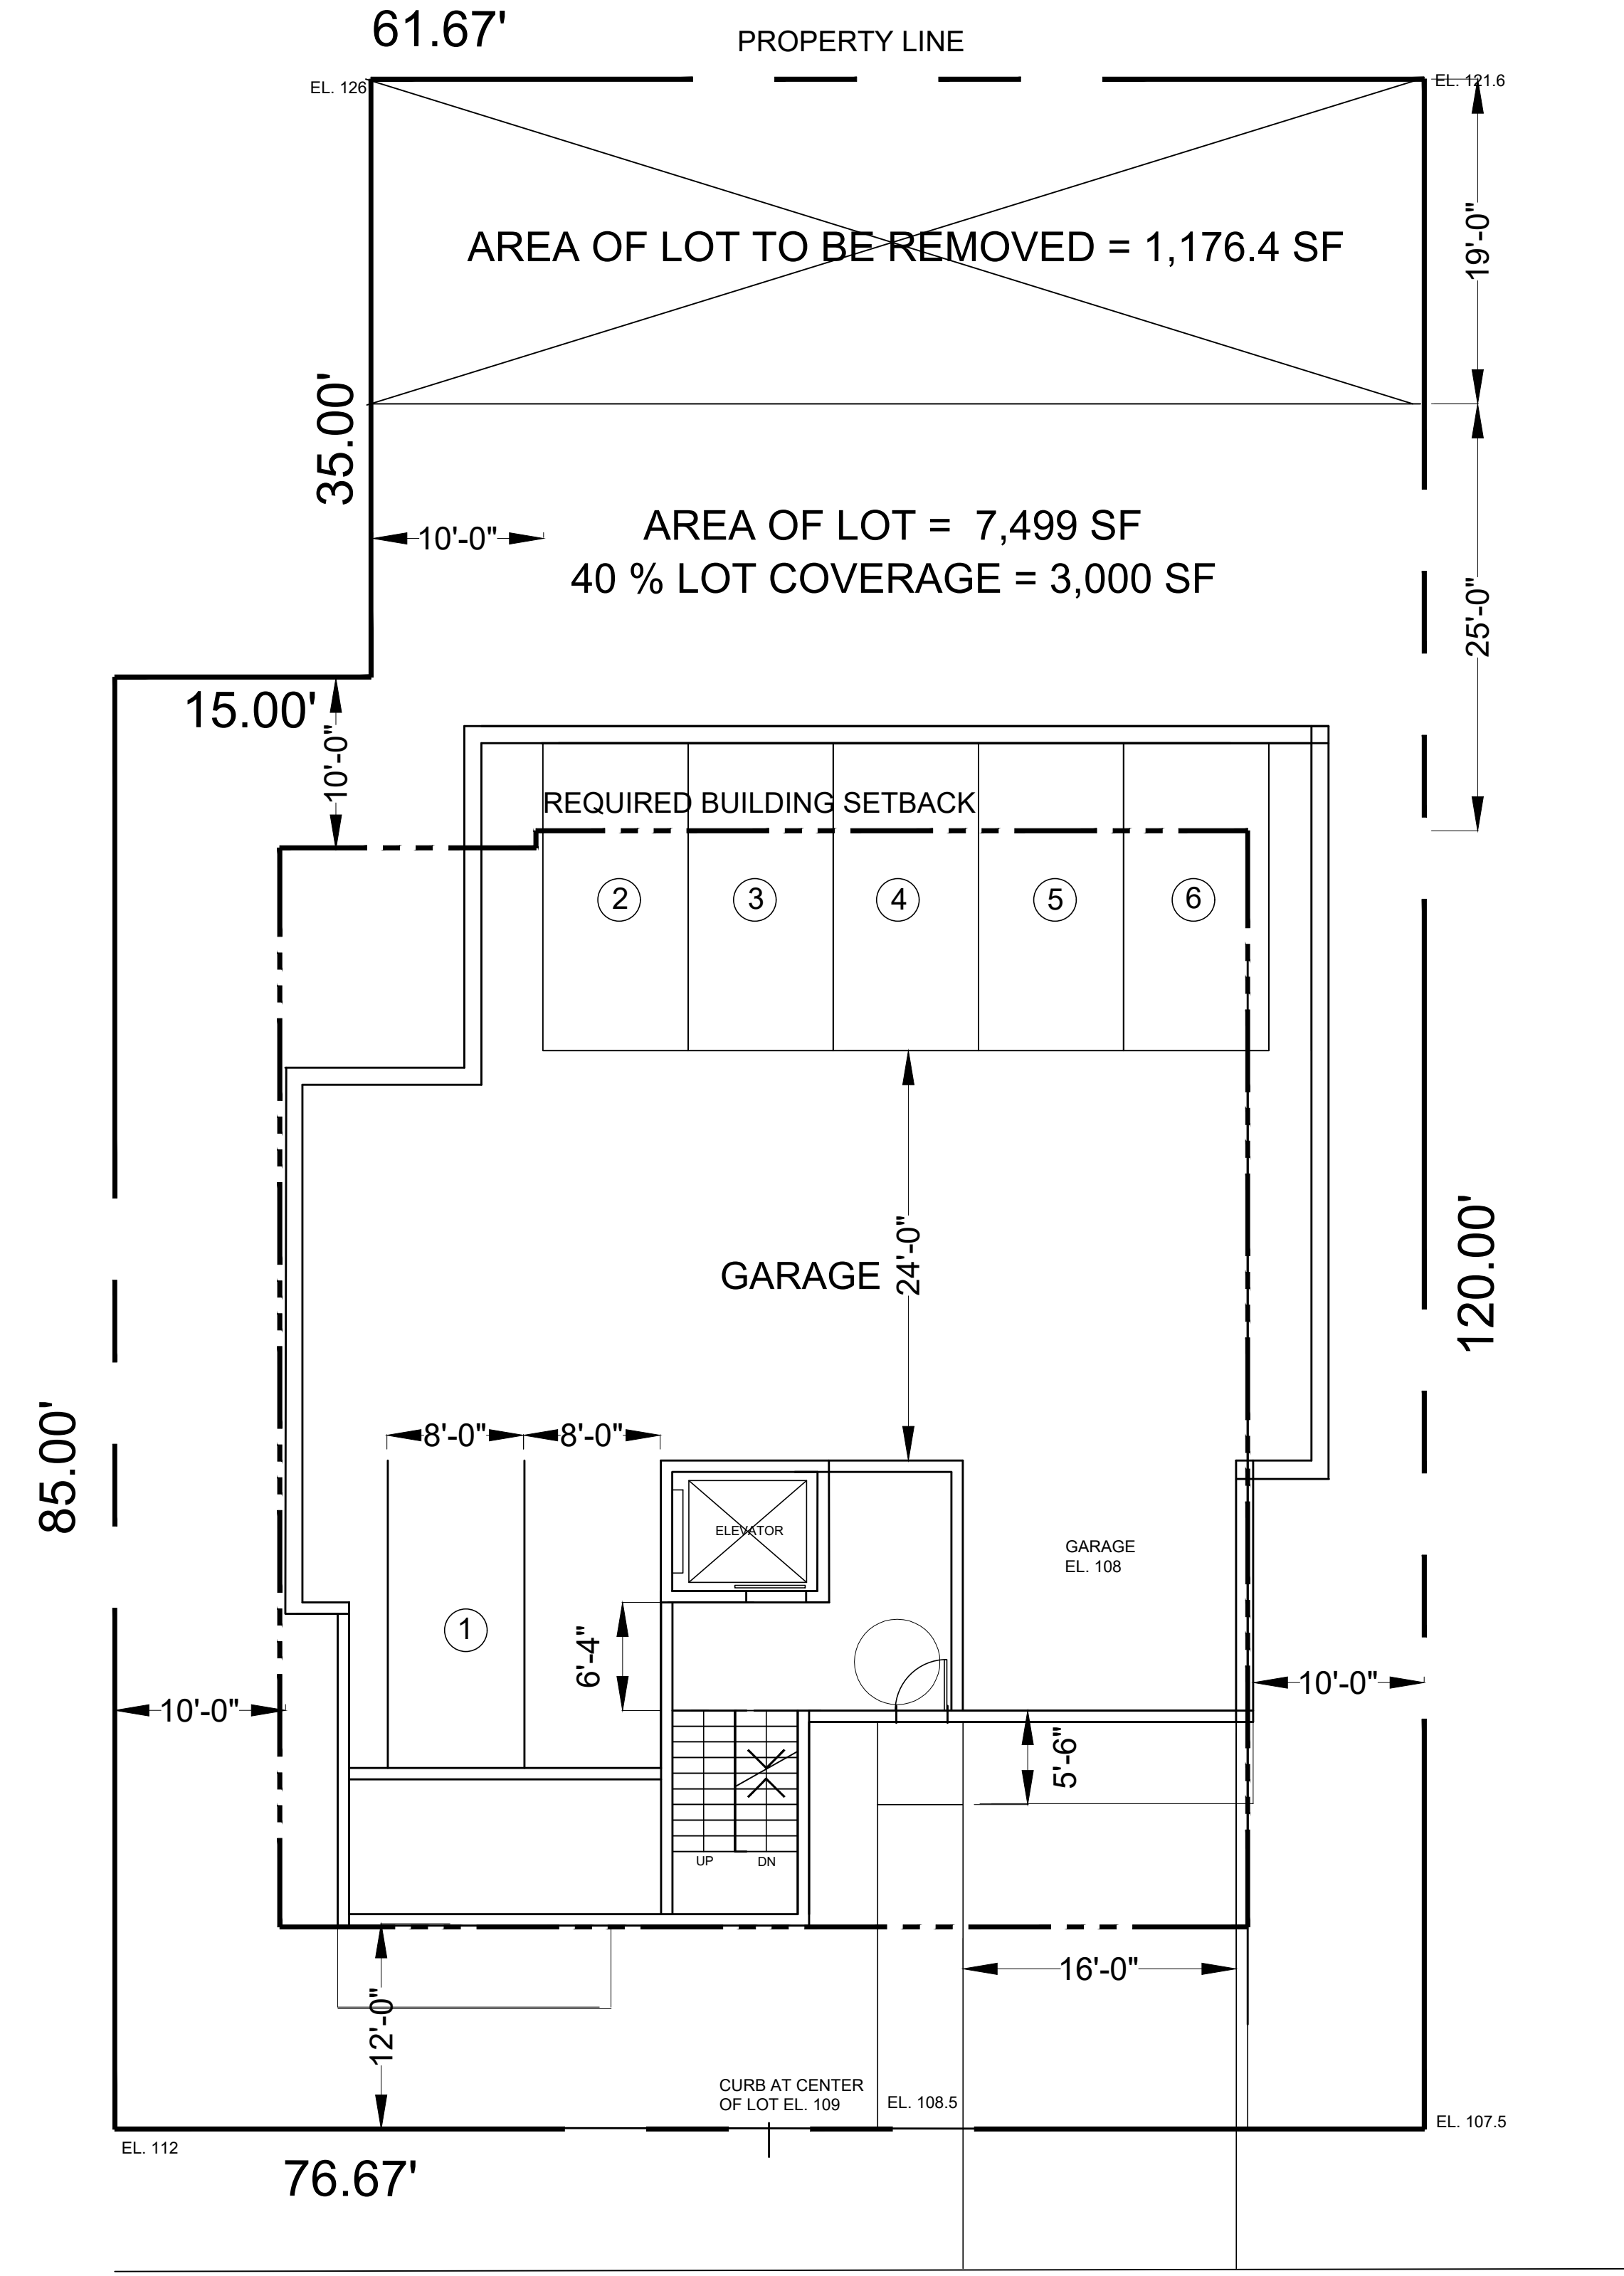 61.67'
PROPERTY LINE
EL. 126
EL. 121.6
AREA OF LOT TO BE REMOVED = 1,176.4 SF
19'-0"
35.00'
10'-0"
AREA OF LOT = 7,499 SF
40 % LOT COVERAGE = 3,000 SF
25'-0"
15.00'
10'-0"
REQUIRED BUILDING SETBACK
2
3
4
5
6
GARAGE
24'-0"
120.00'
85.00'
8'-0"
8'-0"
ELEVATOR
GARAGE
EL. 108
1
6'-4"
10'-0"
10'-0"
5'-6"
UP
DN
16'-0"
12'-0"
CURB AT CENTER
OF LOT EL. 109
EL. 108.5
EL. 107.5
EL. 112
76.67'